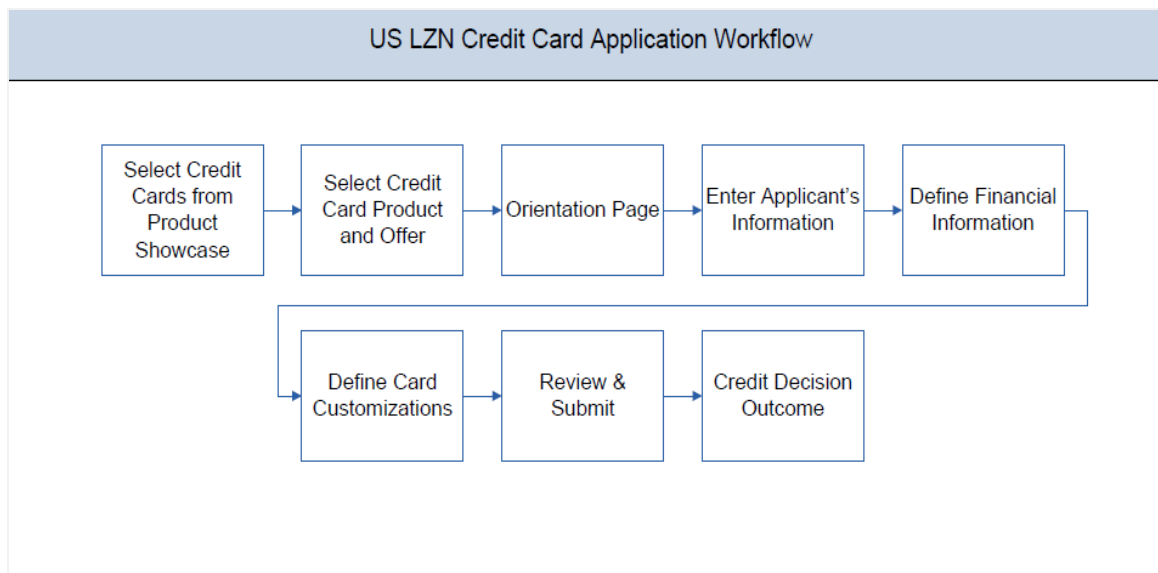 US LZN Credit Card Application Workflow
Select Credit
Cards from
Product
Showcase
Select Credit
Card Product
and Offer
Orientation Page
Enter Applicant's
Information
Define Financial
Information
Define Card
Customizations
Review &
Submit
Credit Decision
Outcome